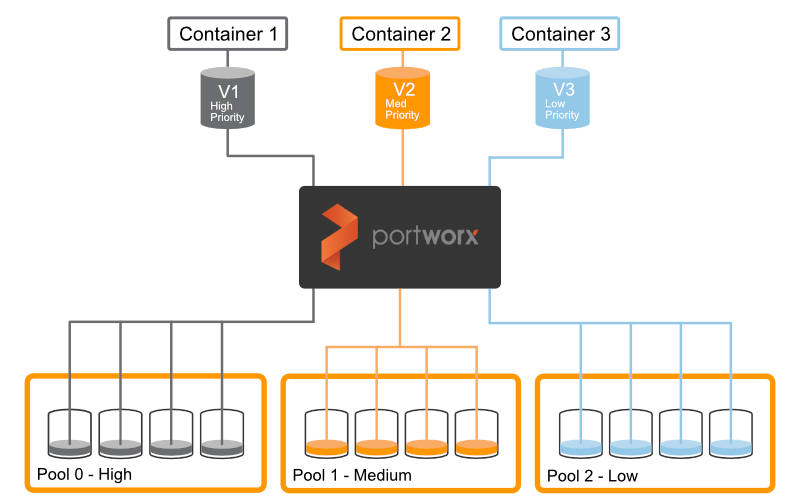 Container 1
Container 2
Container 3
V1
High
Priority
V2
Med
Priority
V3
Low
Priority
portworx
Pool 0 - High
Pool 1 - Medium
Pool 2 - Low